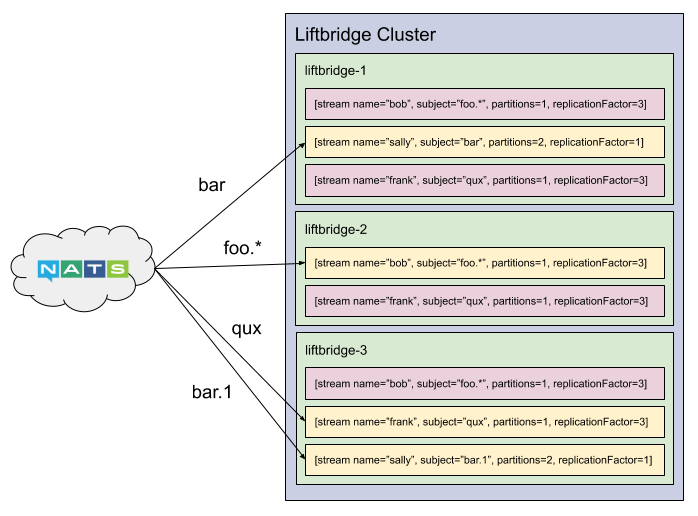 Liftbridge Cluster
liftbridge-1
[stream name="bob", subject="foo.*", partitions=1, replicationFactor=3]
[stream name="sally", subject="bar", partitions=2, replicationFactor=1]
[stream name="frank", subject="qux", partitions=1, replicationFactor=3]
bar
liftbridge-2
foo.*
[stream name="bob", subject="foo.*", partitions=1, replicationFactor=3]
NATS
[stream name="frank", subject="qux", partitions=1, replicationFactor=3]
qux
liftbridge-3
bar.1
[stream name="bob", subject="foo.*", partitions=1, replicationFactor=3]
[stream name="frank", subject="qux", partitions=1, replicationFactor=3]
[stream name="sally", subject="bar.1", partitions=2, replicationFactor=1]